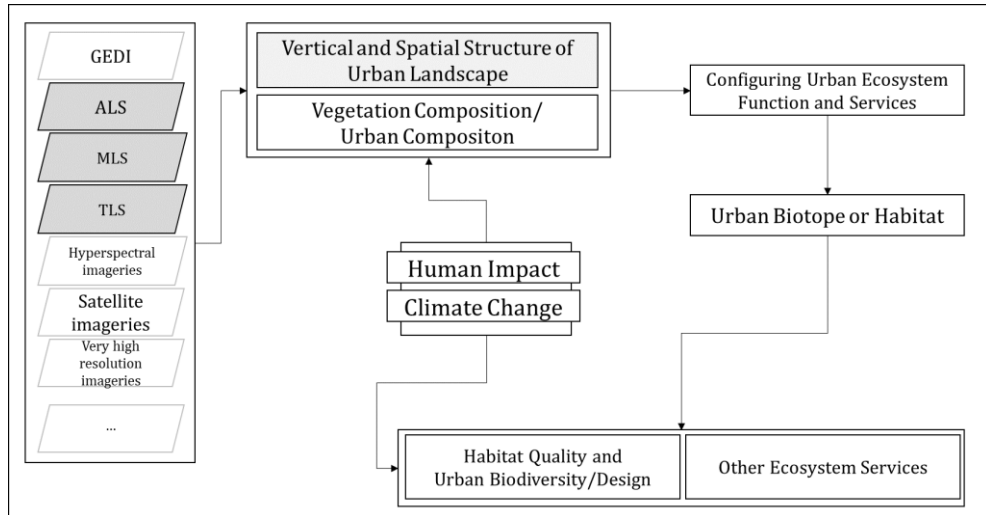 GEDI
ALS
MLS
TLS
Hyperspectral
imageries
Satellite
imageries
Very high
resolution
imageries
...
Vertical and Spatial Structure of
Urban Landscape
Vegetation Composition/
Urban Compositon
Configuring Urban Ecosystem
Function and Services
Urban Biotope or Habitat
Human Impact
Climate Change
Habitat Quality and
Urban Biodiversity/Design
Other Ecosystem Services